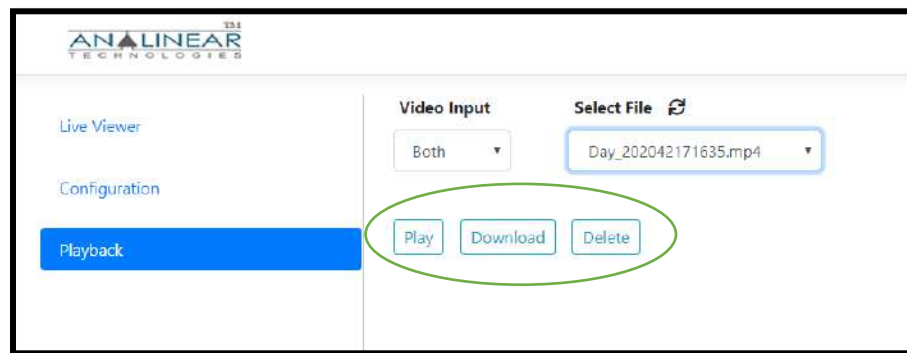 TM
ANALINEAR
TECHNOLOGIES
Live Viewer
Configuration
Playback
Video Input
Select File
Both
Day_202042171635.mp4
Play Download Delete